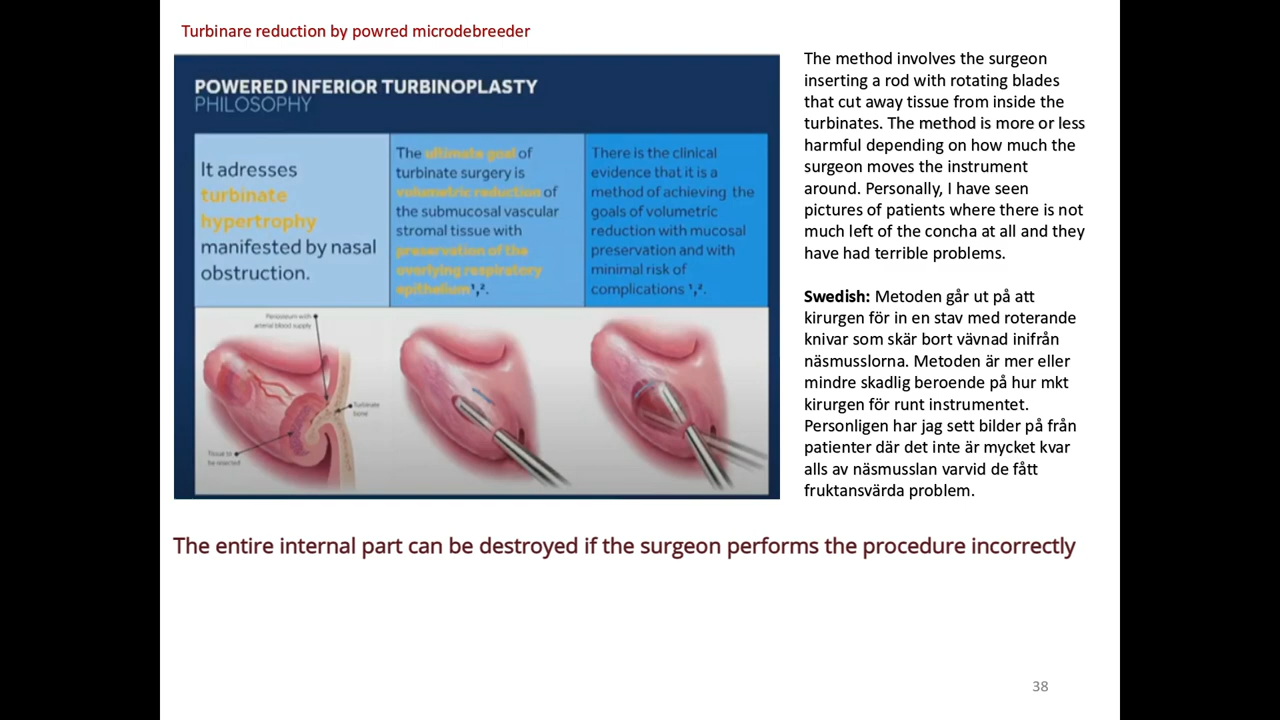 Turbinare reduction by powred microdebreeder
POWERED INFERIOR TURBINOPLASTY
PHILOSOPHY
It adresses
turbinate
hypertrophy
manifested by nasal
obstruction.
The ultimate goal of
turbinate surgery is
volumetric reduction of
the submucosal vascular
stromal tissue with
preservation of the
overlying respiratory
epithelium¹,².
There is the clinical
evidence that it is a
method of achieving the
goals of volumetric
reduction with mucosal
preservation and with
minimal risk of
complications ¹,².
Periosteum with
arterial blood supply
Turbinate
bone
Tissue to
be resected
The method involves the surgeon
inserting a rod with rotating blades
that cut away tissue from inside the
turbinates. The method is more or less
harmful depending on how much the
surgeon moves the instrument
around. Personally, I have seen
pictures of patients where there is not
much left of the concha at all and they
have had terrible problems.
Swedish: Metoden går ut på att
kirurgen för in en stav med roterande
knivar som skär bort vävnad inifrån
näsmusslorna. Metoden är mer eller
mindre skadlig beroende på hur mkt
kirurgen för runt instrumentet.
Personligen har jag sett bilder på från
patienter där det inte är mycket kvar
alls av näsmusslan varvid de fått
fruktansvärda problem.
The entire internal part can be destroyed if the surgeon performs the procedure incorrectly
38